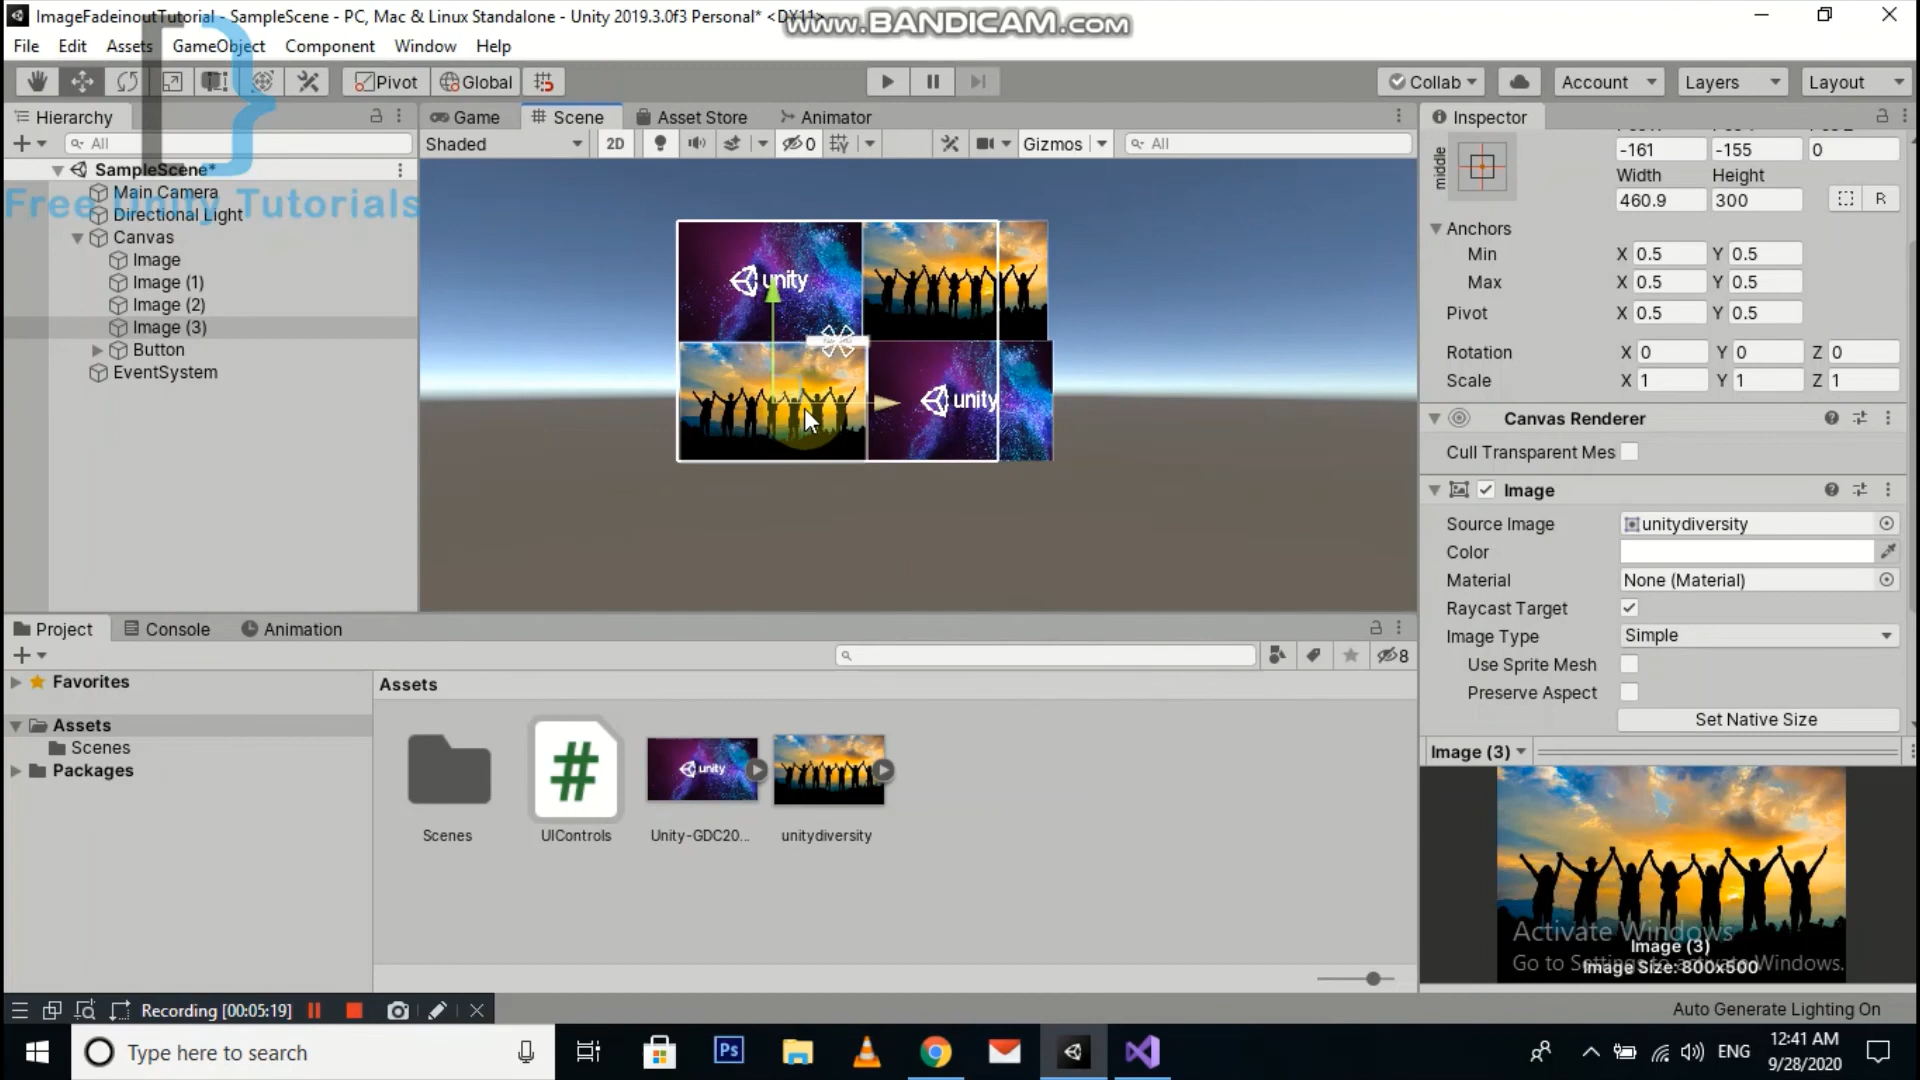 ImageFadeinoutTutorial - SampleScene - PC, Mac & Linux Standalone - Unity 2019.3.0f3 Personal* <DX11>
www.BANDICAM.com
File Edit Assets GameObject Component Window Help
Pivot Global Collab Account Layers Layout
Hierarchy
All
SampleScene*
Main Camera
Free Unity Tutorials
Directional Light
Canvas
Image
Image (1)
Image (2)
Image (3)
Button
EventSystem
Game Scene Asset Store Animator
Shaded 2D 0 Gizmos All
unity
unity
Inspector
middle
-161 -155 0
Width Height
460.9 300 R
Anchors
Min X 0.5 Y 0.5
Max X 0.5 Y 0.5
Pivot X 0.5 Y 0.5
Rotation X 0 Y 0 Z 0
Scale X 1 Y 1 Z 1
Canvas Renderer
Cull Transparent Mes
Image
Source Image unitydiversity
Color
Material None (Material)
Raycast Target
Image Type Simple
Use Sprite Mesh
Preserve Aspect
Set Native Size
Image (3)
Activate Windows
Image (3)
Go to Settings to activate Windows.
Image Size: 800x500
Project Console Animation
8
Favorites
Assets
Scenes
Packages
Assets
unity
Scenes UIControls Unity-GDC20... unitydiversity
Recording [00:05:19]
Auto Generate Lighting On
Type here to search
Ps
ENG
12:41 AM
9/28/2020